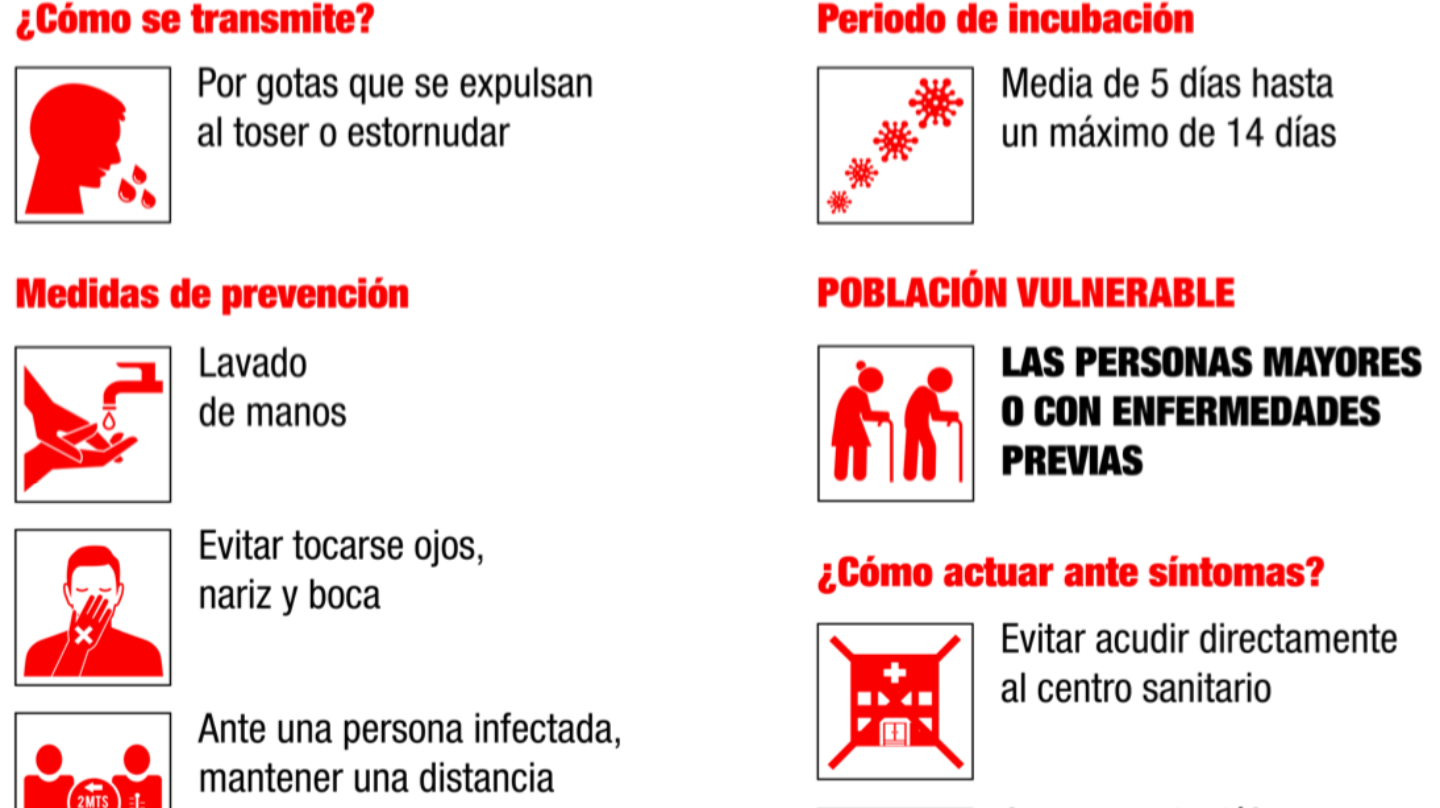 ¿Cómo se transmite?
Por gotas que se expulsan
al toser o estornudar
Medidas de prevención
Lavado
de manos
Evitar tocarse ojos,
nariz y boca
Ante una persona infectada,
mantener una distancia
2MTS
Periodo de incubación
Media de 5 días hasta
un máximo de 14 días
POBLACIÓN VULNERABLE
LAS PERSONAS MAYORES
O CON ENFERMEDADES
PREVIAS
¿Cómo actuar ante síntomas?
Evitar acudir directamente
al centro sanitario